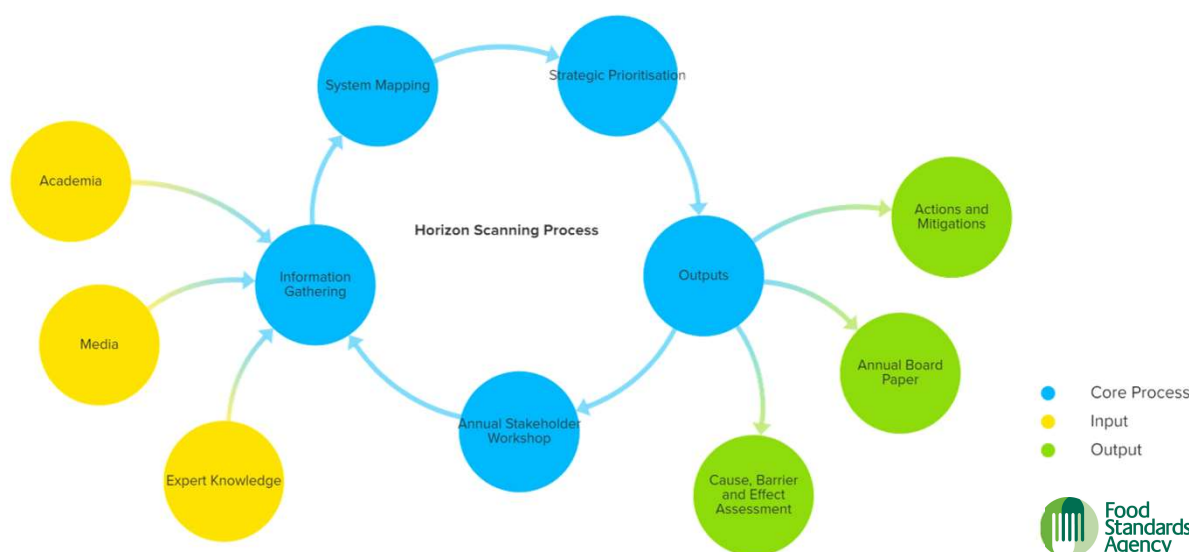 System Mapping
Strategic Prioritisation
Academia
Horizon Scanning Process
Actions and
Mitigations
Information
Gathering
Outputs
Media
Annual Board
Paper
Annual Stakeholder
Workshop
Expert Knowledge
Cause, Barrier
and Effect
Assessment
Core Process
Input
Output
Food
Standards
Agency